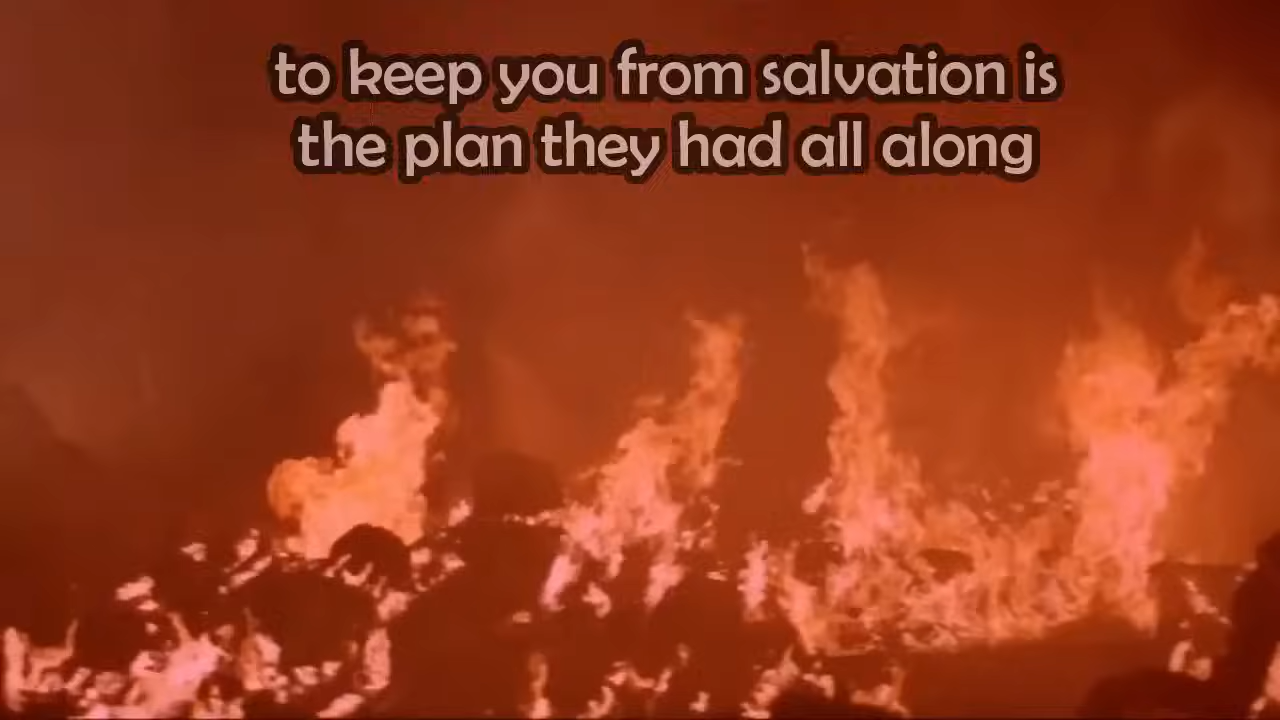 to keep you from salvation is
the plan they had all along